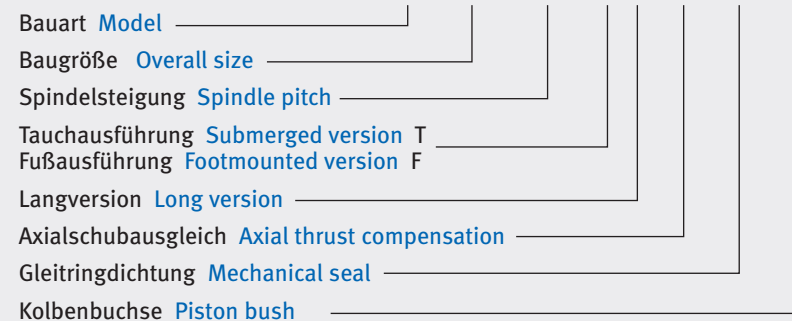 Bauart Model
Baugröße Overall size
Spindelsteigung Spindle pitch
Tauchausführung Submerged version T
Fußausführung Footmounted version F
Langversion Long version
Axialschubausgleich Axial thrust compensation
Gleitringdichtung Mechanical seal
Kolbenbuchse Piston bush